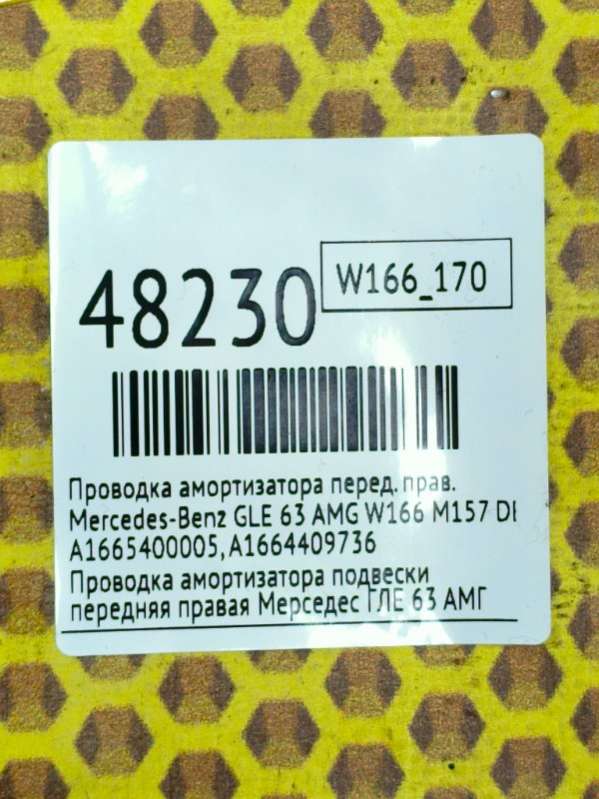 48230
W166_170
Проводка амортизатора перед. прав.
Mercedes-Benz GLE 63 AMG W166 M157 DE
A1665400005, A1664409736
Проводка амортизатора подвески
передняя правая Мерседес ГЛЕ 63 АМГ